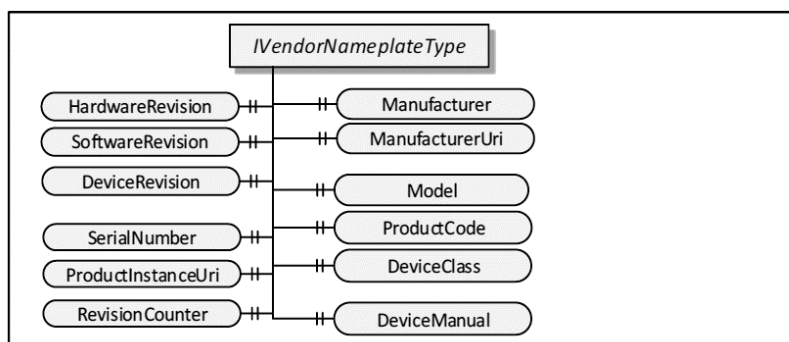 IVendorNameplateType
HardwareRevision
Manufacturer
SoftwareRevision
ManufacturerUri
DeviceRevision
Model
ProductCode
SerialNumber
DeviceClass
ProductInstanceUri
RevisionCounter
DeviceManual